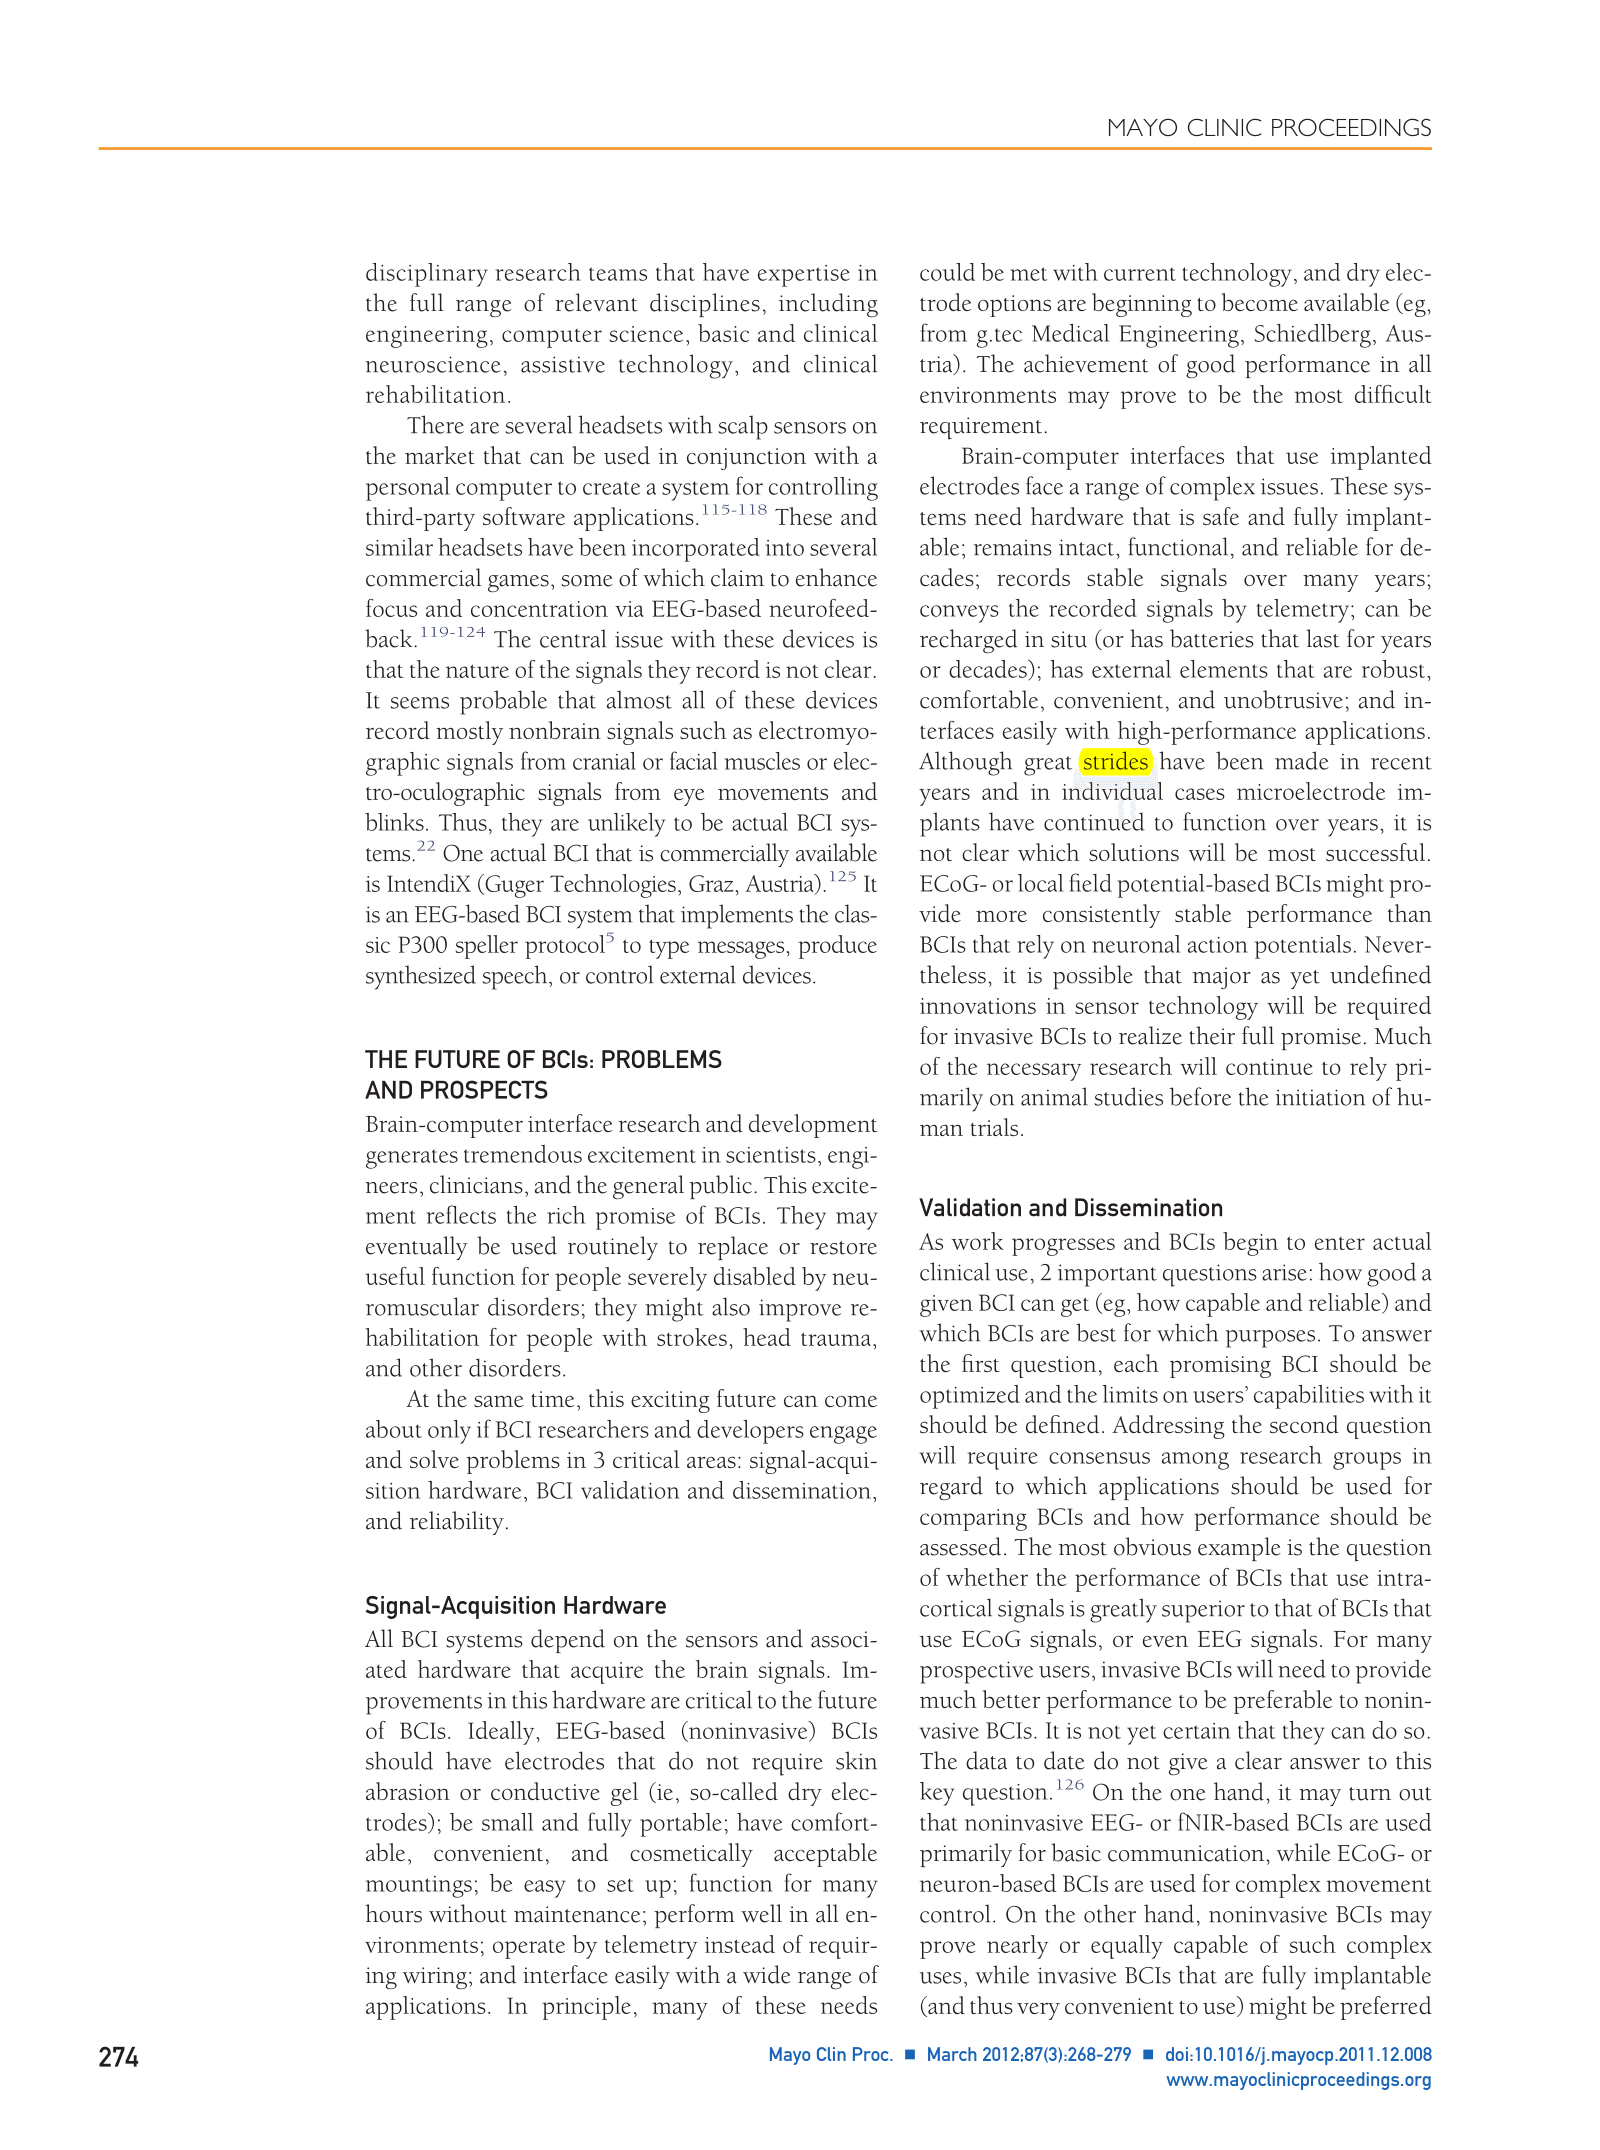 MAYO CLINIC PROCEEDINGS
disciplinary research teams that have expertise in
the full range of relevant disciplines, including
engineering, computer science, basic and clinical
neuroscience, assistive technology, and clinical
rehabilitation.
There are several headsets with scalp sensors on
the market that can be used in conjunction with a
personal computer to create a system for controlling
third-party software applications.115-118 These and
similar headsets have been incorporated into several
commercial games, some of which claim to enhance
focus and concentration via EEG-based neurofeed-
back.119-124 The central issue with these devices is
that the nature of the signals they record is not clear.
It seems probable that almost all of these devices
record mostly nonbrain signals such as electromyo-
graphic signals from cranial or facial muscles or elec-
tro-oculographic signals from eye movements and
blinks. Thus, they are unlikely to be actual BCI sys-
tems.22 One actual BCI that is commercially available
is IntendiX (Guger Technologies, Graz, Austria).125 It
is an EEG-based BCI system that implements the clas-
sic P300 speller protocol5 to type messages, produce
synthesized speech, or control external devices.
THE FUTURE OF BCIs: PROBLEMS
AND PROSPECTS
Brain-computer interface research and development
generates tremendous excitement in scientists, engi-
neers, clinicians, and the general public. This excite-
ment reflects the rich promise of BCIs. They may
eventually be used routinely to replace or restore
useful function for people severely disabled by neu-
romuscular disorders; they might also improve re-
habilitation for people with strokes, head trauma,
and other disorders.
At the same time, this exciting future can come
about only if BCI researchers and developers engage
and solve problems in 3 critical areas: signal-acqui-
sition hardware, BCI validation and dissemination,
and reliability.
Signal-Acquisition Hardware
All BCI systems depend on the sensors and associ-
ated hardware that acquire the brain signals. Im-
provements in this hardware are critical to the future
of BCIs. Ideally, EEG-based (noninvasive) BCIs
should have electrodes that do not require skin
abrasion or conductive gel (ie, so-called dry elec-
trodes); be small and fully portable; have comfort-
able, convenient, and cosmetically acceptable
mountings; be easy to set up; function for many
hours without maintenance; perform well in all en-
vironments; operate by telemetry instead of requir-
ing wiring; and interface easily with a wide range of
applications. In principle, many of these needs
could be met with current technology, and dry elec-
trode options are beginning to become available (eg,
from g.tec Medical Engineering, Schiedlberg, Aus-
tria). The achievement of good performance in all
environments may prove to be the most difficult
requirement.
Brain-computer interfaces that use implanted
electrodes face a range of complex issues. These sys-
tems need hardware that is safe and fully implant-
able; remains intact, functional, and reliable for de-
cades; records stable signals over many years;
conveys the recorded signals by telemetry; can be
recharged in situ (or has batteries that last for years
or decades); has external elements that are robust,
comfortable, convenient, and unobtrusive; and in-
terfaces easily with high-performance applications.
Although great strides have been made in recent
years and in individual cases microelectrode im-
plants have continued to function over years, it is
not clear which solutions will be most successful.
ECoG- or local field potential-based BCIs might pro-
vide more consistently stable performance than
BCIs that rely on neuronal action potentials. Never-
theless, it is possible that major as yet undefined
innovations in sensor technology will be required
for invasive BCIs to realize their full promise. Much
of the necessary research will continue to rely pri-
marily on animal studies before the initiation of hu-
man trials.
Validation and Dissemination
As work progresses and BCIs begin to enter actual
clinical use, 2 important questions arise: how good a
given BCI can get (eg, how capable and reliable) and
which BCIs are best for which purposes. To answer
the first question, each promising BCI should be
optimized and the limits on users' capabilities with it
should be defined. Addressing the second question
will require consensus among research groups in
regard to which applications should be used for
comparing BCIs and how performance should be
assessed. The most obvious example is the question
of whether the performance of BCIs that use intra-
cortical signals is greatly superior to that of BCIs that
use ECoG signals, or even EEG signals. For many
prospective users, invasive BCIs will need to provide
much better performance to be preferable to nonin-
vasive BCIs. It is not yet certain that they can do so.
The data to date do not give a clear answer to this
key question.126 On the one hand, it may turn out
that noninvasive EEG- or fNIR-based BCIs are used
primarily for basic communication, while ECoG- or
neuron-based BCIs are used for complex movement
control. On the other hand, noninvasive BCIs may
prove nearly or equally capable of such complex
uses, while invasive BCIs that are fully implantable
(and thus very convenient to use) might be preferred
274
Mayo Clin Proc. ■ March 2012;87(3):268-279 ■ doi:10.1016/j.mayocp.2011.12.008
www.mayoclinicproceedings.org